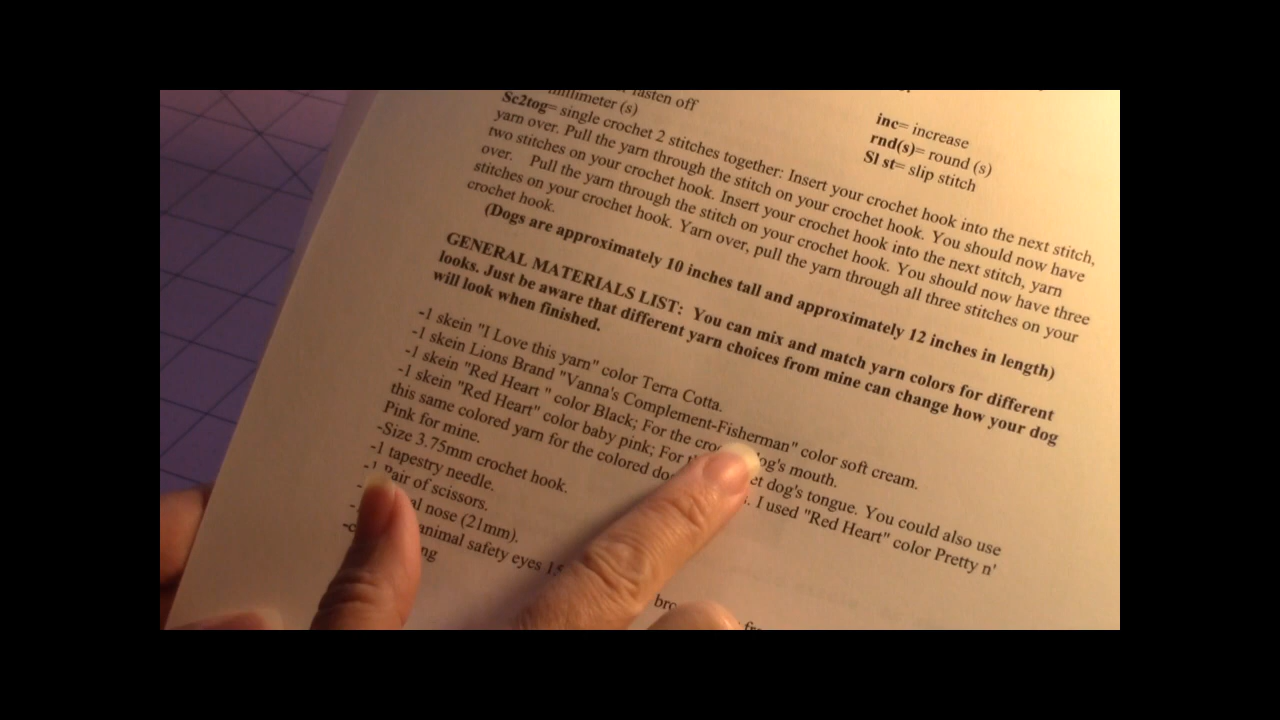 fasten off
millimeter (s)
inc= increase
rnd(s)= round (s)
Sl st= slip stitch
Sc2tog= single crochet 2 stitches together: Insert your crochet hook into the next stitch,
yarn over. Pull the yarn through the stitch on your crochet hook. You should now have
two stitches on your crochet hook. Insert your crochet hook into the next stitch, yarn
over. Pull the yarn through the stitch on your crochet hook. You should now have three
stitches on your crochet hook. Yarn over, pull the yarn through all three stitches on your
crochet hook.
(Dogs are approximately 10 inches tall and approximately 12 inches in length)
GENERAL MATERIALS LIST: You can mix and match yarn colors for different
looks. Just be aware that different yarn choices from mine can change how your dog
will look when finished.
-1 skein "I Love this yarn" color Terra Cotta.
-1 skein Lions Brand "Vanna's Complement-Fisherman" color soft cream.
-1 skein "Red Heart " color Black; For the dog's mouth.
-1 skein "Red Heart" color baby pink; For dog's tongue. You could also use
this same colored yarn for the colored I used "Red Heart" color Pretty n'
Pink for mine.
-Size 3.75mm crochet hook.
-1 tapestry needle.
-1 Pair of scissors.
nose (21mm).
animal safety eyes